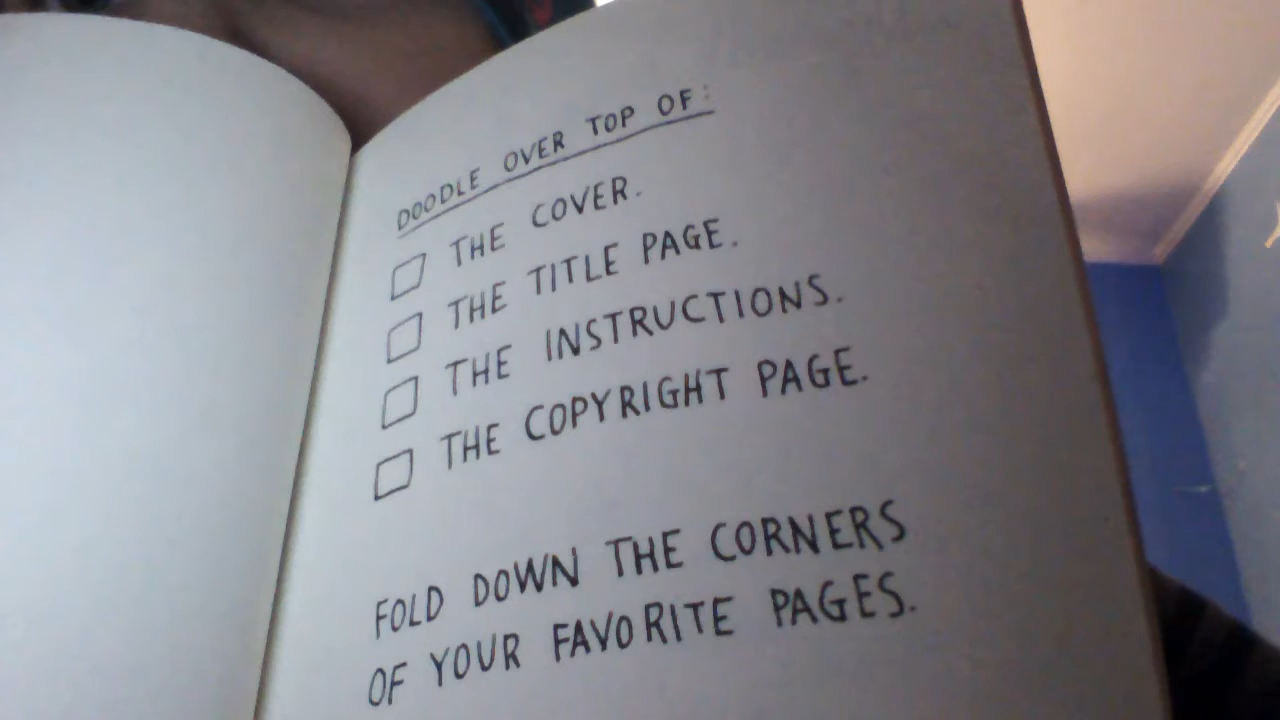 DOODLE OVER TOP OF:
THE COVER.
THE TITLE PAGE.
THE INSTRUCTIONS.
THE COPYRIGHT PAGE.
FOLD DOWN THE CORNERS
OF YOUR FAVORITE PAGES.